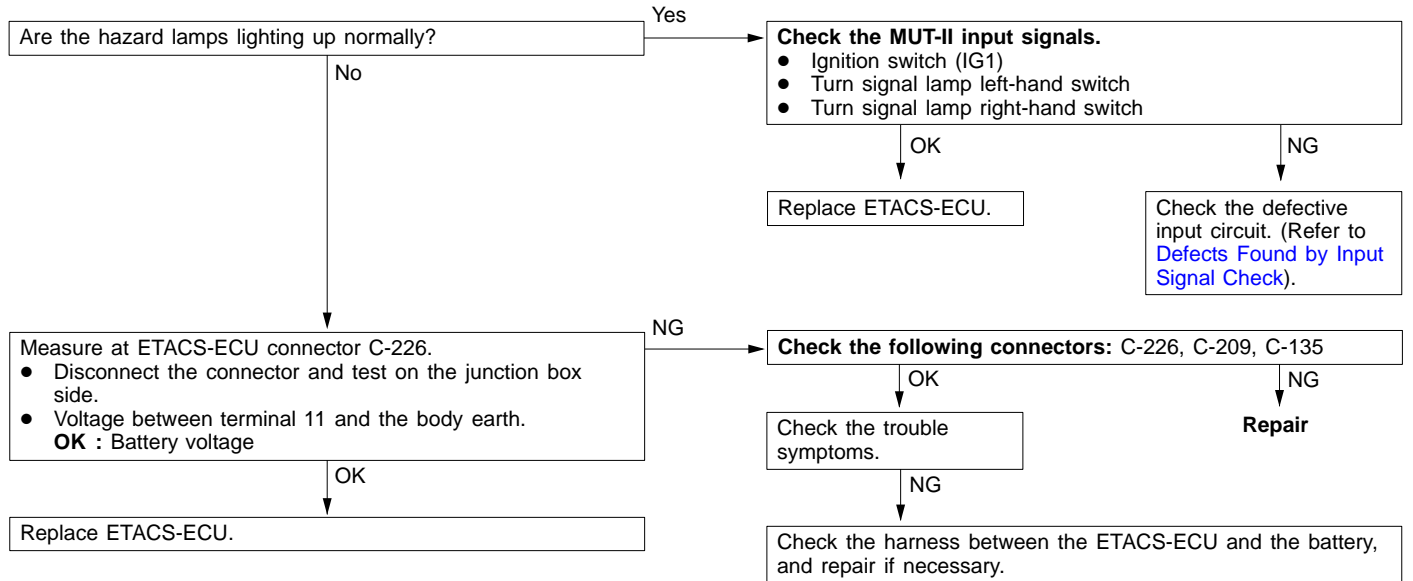 Are the hazard lamps lighting up normally?
Yes
Check the MUT-II input signals.
● Ignition switch (IG1)
● Turn signal lamp left-hand switch
● Turn signal lamp right-hand switch
No
OK
NG
Replace ETACS-ECU.
Check the defective
input circuit. (Refer to
Defects Found by Input
Signal Check).
Measure at ETACS-ECU connector C-226.
● Disconnect the connector and test on the junction box
side.
● Voltage between terminal 11 and the body earth.
OK : Battery voltage
NG
Check the following connectors: C-226, C-209, C-135
OK
NG
Check the trouble
symptoms.
Repair
OK
NG
Replace ETACS-ECU.
Check the harness between the ETACS-ECU and the battery,
and repair if necessary.